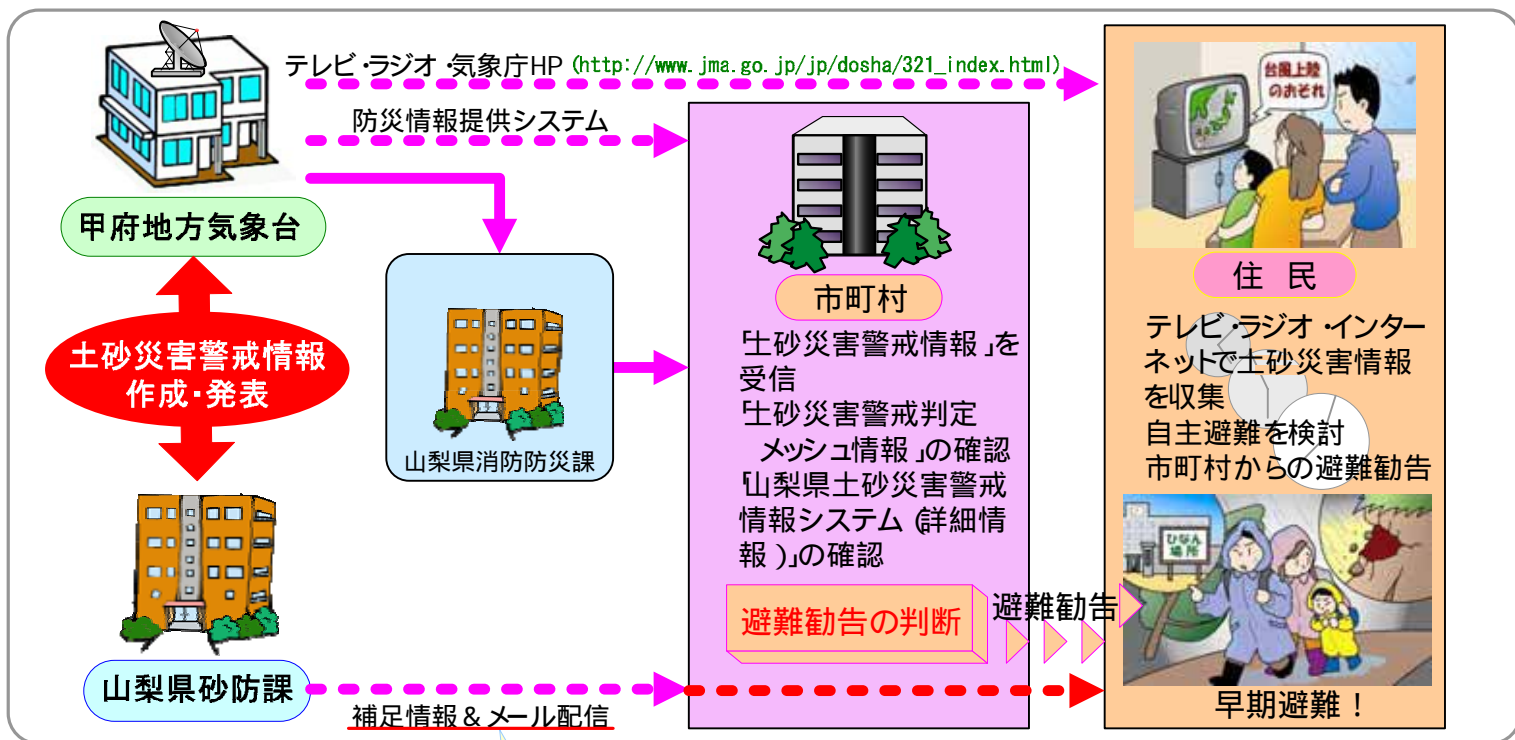 テレビ・ラジオ・気象庁HP (http://www.jma.go.jp/jp/dosha/321_index.html)
防災情報提供システム
甲府地方気象台
土砂災害警戒情報
作成・発表
山梨県消防防災課
山梨県砂防課
補足情報&メール配信
市町村
「土砂災害警戒情報」を
受信
「土砂災害警戒判定
メッシュ情報」の確認
「山梨県土砂災害警戒
情報システム(詳細情
報)」の確認
避難勧告の判断
避難勧告
台風上陸
のおそれ
住 民
テレビ・ラジオ・インター
ネットで土砂災害情報
を収集
自主避難を検討
市町村からの避難勧告
ひなん
場所
早期避難!